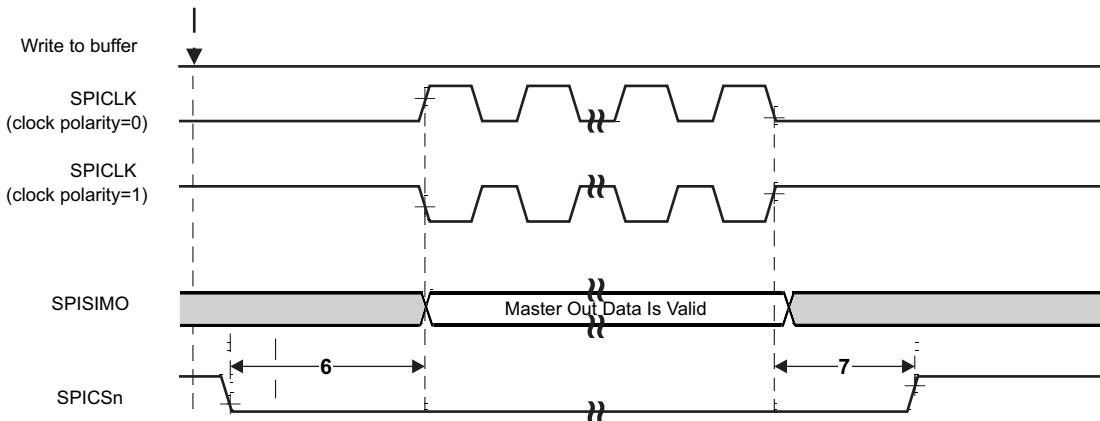 Write to buffer
SPICLK
(clock polarity=0)
SPICLK
(clock polarity=1)
SPISIMO
Master Out Data Is Valid
6
7
SPICSn